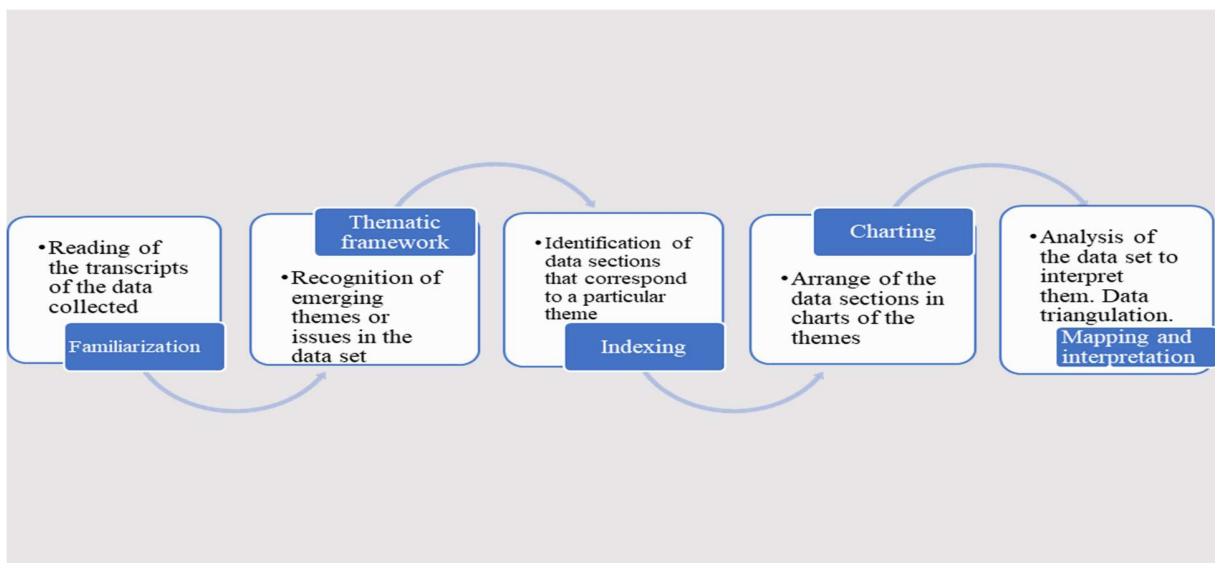 •Reading of
the transcripts
of the data
collected
Familiarization
Thematic
framework
•Recognition of
emerging
themes or
issues in the
data set
•Identification of
data sections
that correspond
to a particular
theme
Indexing
Charting
•Arrange of the
data sections in
charts of the
themes
•Analysis of
the data set to
interpret
them. Data
triangulation.
Mapping and
interpretation